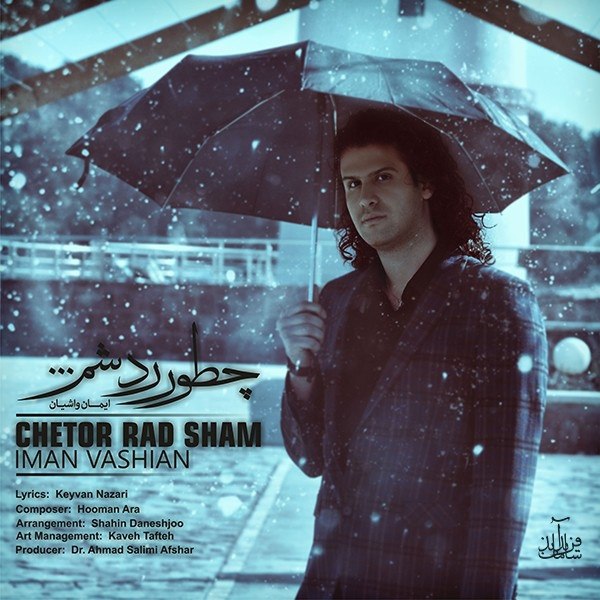 چطور رد شم...
ایمان واشیان
CHETOR RAD SHAM
IMAN VASHIAN
Lyrics: Keyvan Nazari
Composer: Hooman Ara
Arrangement: Shahin Daneshjoo
Art Management: Kaveh Tafteh
Producer: Dr. Ahmad Salimi Afshar